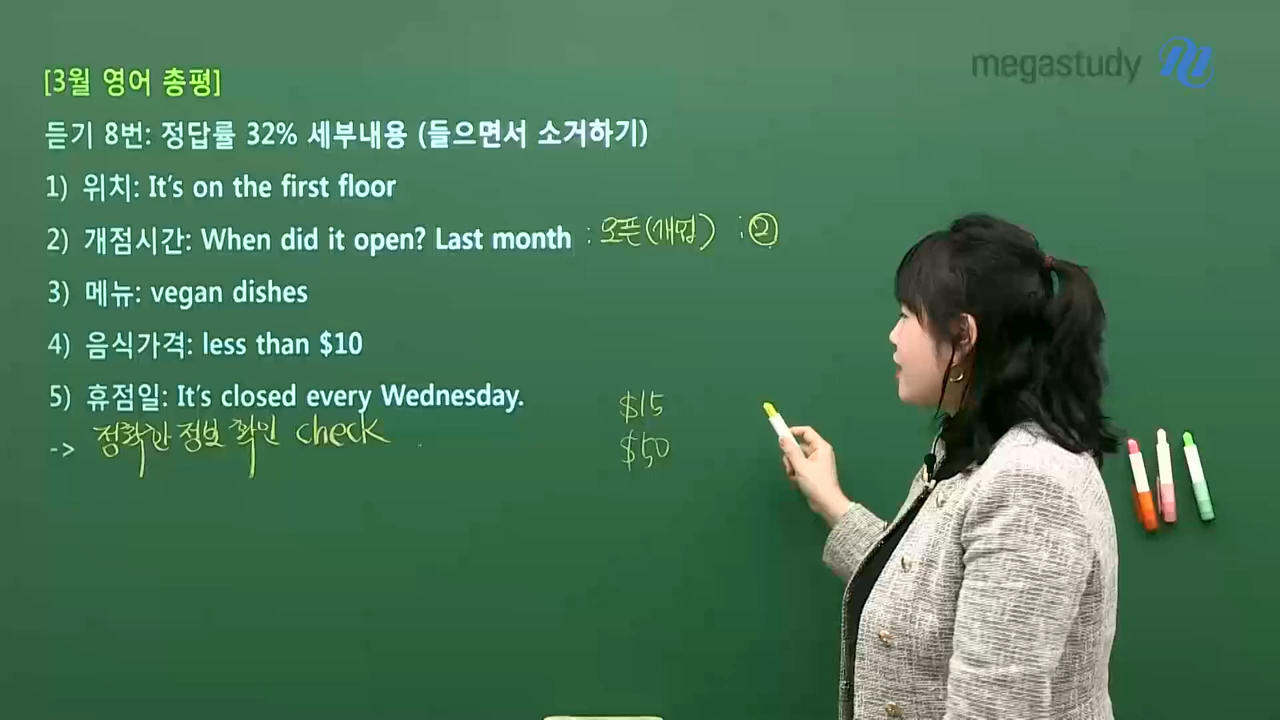 megastudy
[3월 영어 총평]
듣기 8번: 정답률 32% 세부내용 (들으면서 소거하기)
1) 위치: It's on the first floor
2) 개점시간: When did it open? Last month : 오픈(개업) : ②
3) 메뉴: vegan dishes
4) 음식가격: less than $10
5) 휴점일: It's closed every Wednesday.
$15
-> 정확한 정보 확인 check
$50